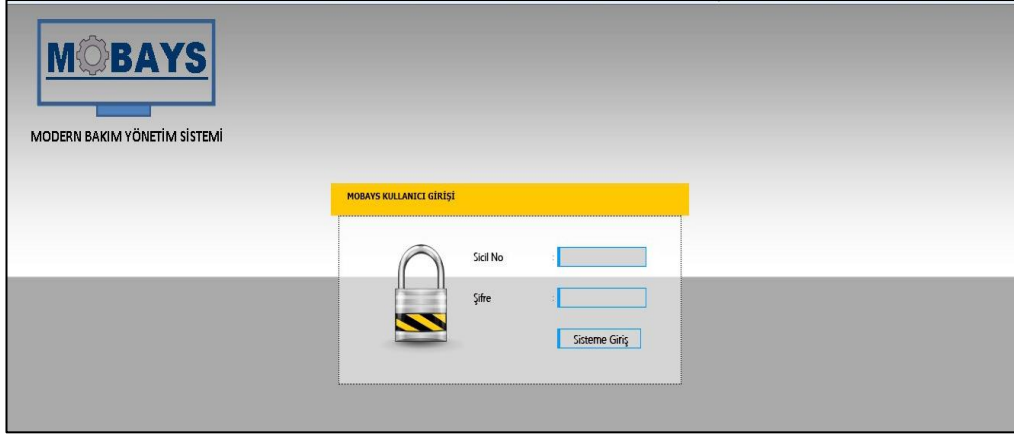 MOBAYS
MODERN BAKIM YÖNETİM SİSTEMİ
MOBAYS KULLANICI GİRİŞİ
Sicil No :
Şifre :
Sisteme Giriş